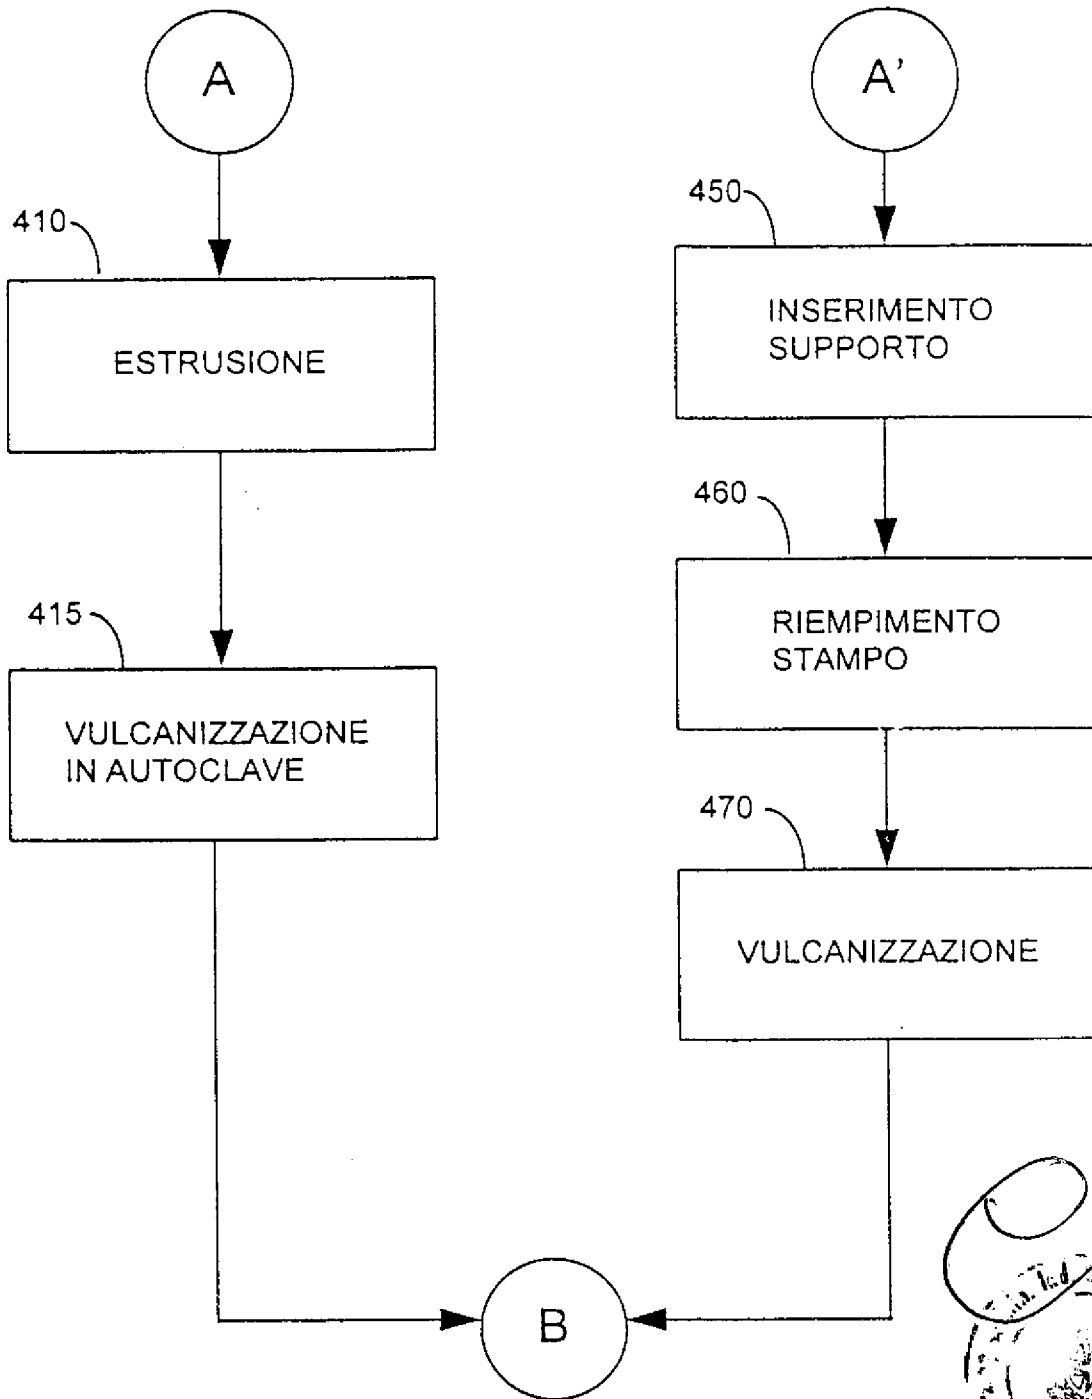 A
A'
410
450
ESTRUSIONE
INSERIMENTO
SUPPORTO
460
415
RIEMPIMENTO
STAMPO
VULCANIZZAZIONE
IN AUTOCLAVE
470
VULCANIZZAZIONE
B